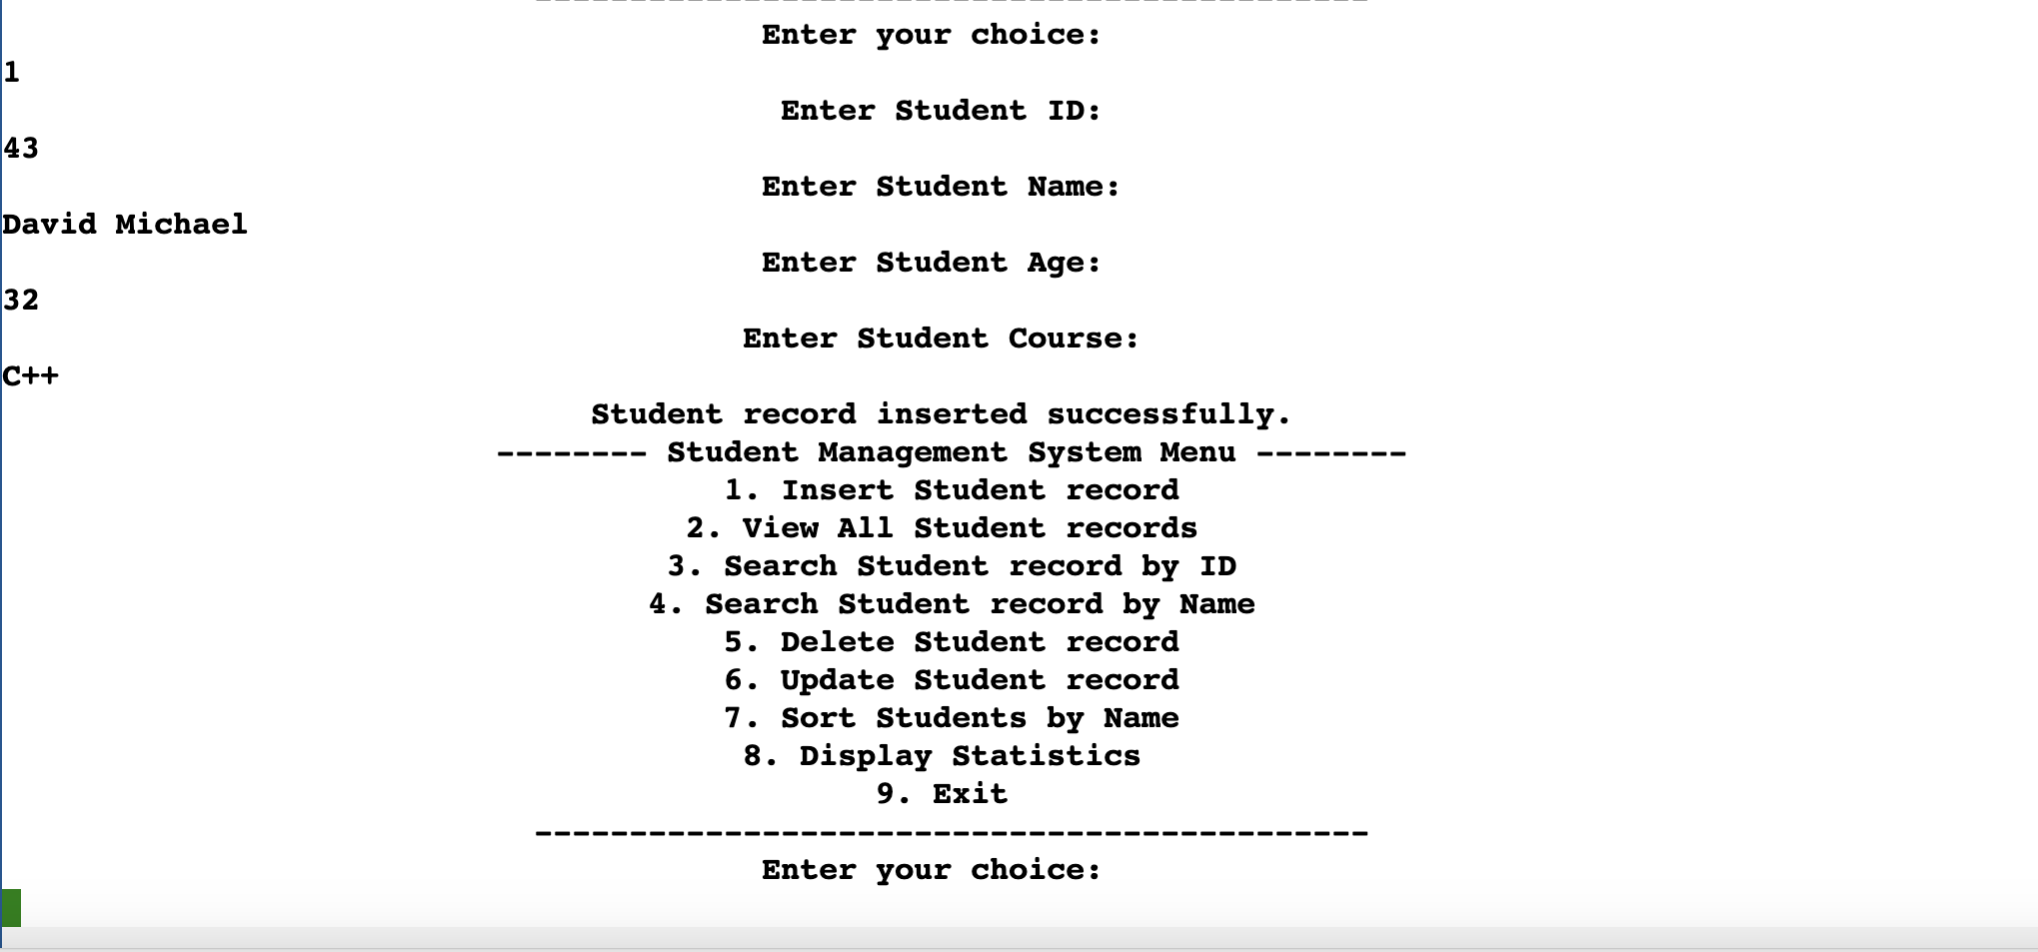 Enter your choice:
1
Enter Student ID:
43
Enter Student Name:
David Michael
Enter Student Age:
32
Enter Student Course:
C++
Student record inserted successfully.
-------- Student Management System Menu --------
1. Insert Student record
2. View All Student records
3. Search Student record by ID
4. Search Student record by Name
5. Delete Student record
6. Update Student record
7. Sort Students by Name
8. Display Statistics
9. Exit
--------------------------------------------
Enter your choice: